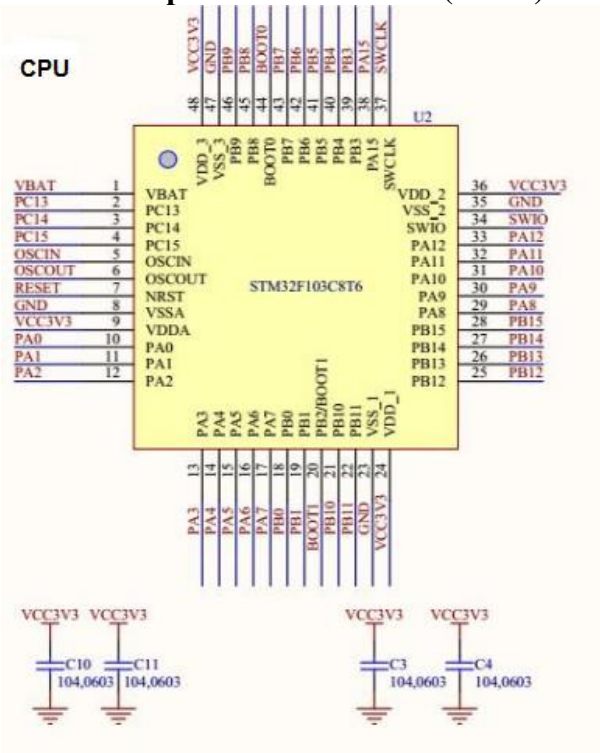 CPU
VCC3V3 GND PB9 PB8 BOOT0 PB7 PB6 PB5 PB4 PB3 PA15 SWCLK
48 47 46 45 44 43 42 41 40 39 38 37
U2
VDD_3 VSS_3 PB9 PB8 BOOT0 PB7 PB6 PB5 PB4 PB3 PA15 SWCLK
VBAT 1 VBAT VDD_2 36 VCC3V3
PC13 2 PC13 VSS_2 35 GND
PC14 3 PC14 SWIO 34 SWIO
PC15 4 PC15 PA12 33 PA12
OSCIN 5 OSCIN PA11 32 PA11
OSCOUT 6 OSCOUT PA10 31 PA10
RESET 7 NRST STM32F103C8T6 PA9 30 PA9
GND 8 VSSA PA8 29 PA8
VCC3V3 9 VDDA PB15 28 PB15
PA0 10 PA0 PB14 27 PB14
PA1 11 PA1 PB13 26 PB13
PA2 12 PA2 PB12 25 PB12
PA3 PA4 PA5 PA6 PA7 PB0 PB1 PB2/BOOT1 PB10 PB11 VSS_1 VDD_1
13 14 15 16 17 18 19 20 21 22 23 24
PA3 PA4 PA5 PA6 PA7 PB0 PB1 BOOT1 PB10 PB11 GND VCC3V3
VCC3V3 VCC3V3 VCC3V3 VCC3V3
C10 C11 C3 C4
104,0603 104,0603 104,0603 104,0603